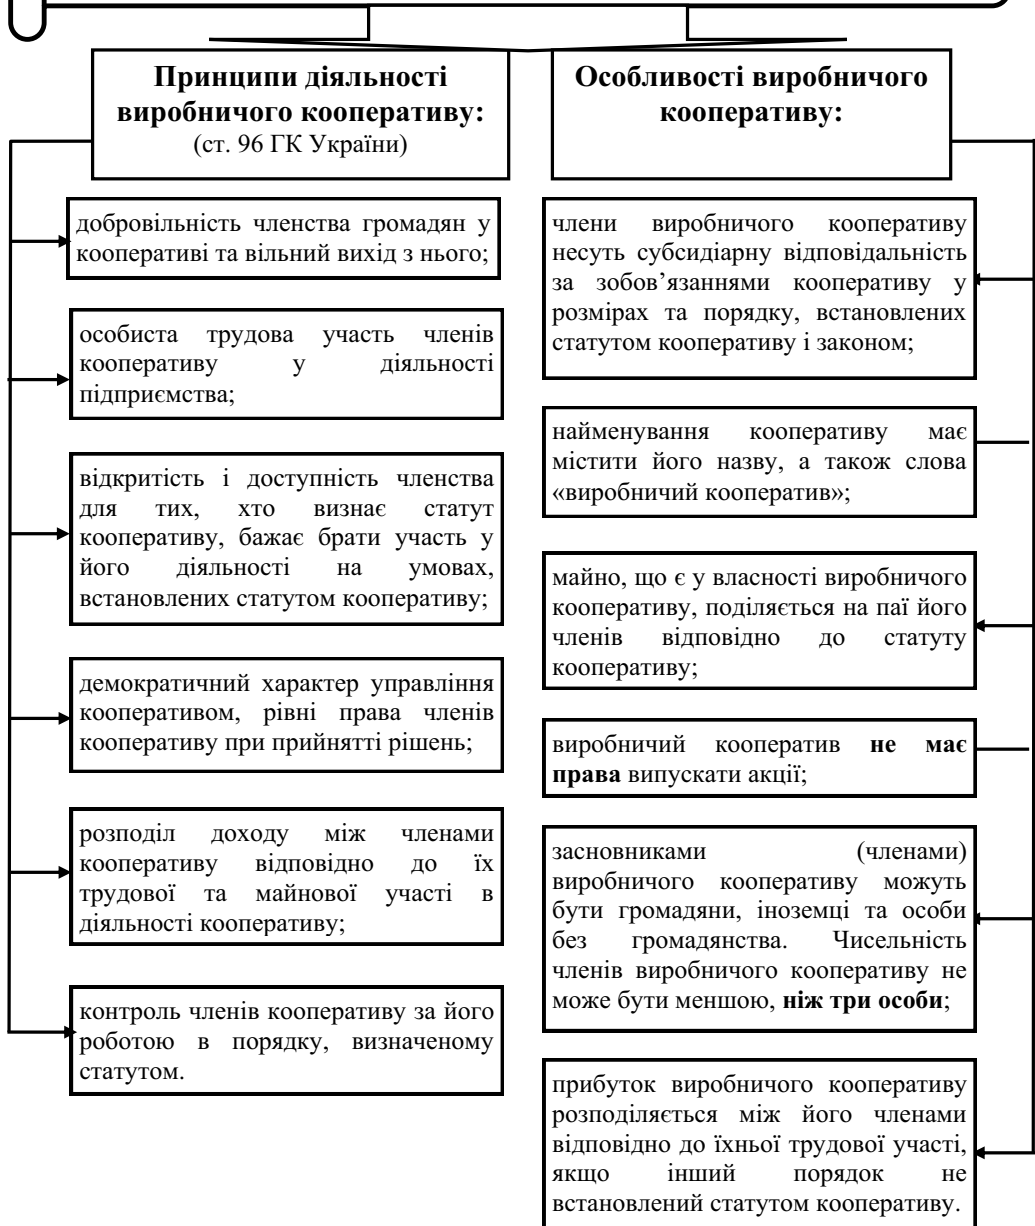 Принципи діяльності
виробничого кооперативу:
(ст. 96 ГК України)
добровільність членства громадян у
кооперативі та вільний вихід з нього;
особиста трудова участь членів
кооперативу у діяльності
підприємства;
відкритість і доступність членства
для тих, хто визнає статут
кооперативу, бажає брати участь у
його діяльності на умовах,
встановлених статутом кооперативу;
демократичний характер управління
кооперативом, рівні права членів
кооперативу при прийнятті рішень;
розподіл доходу між членами
кооперативу відповідно до їх
трудової та майнової участі в
діяльності кооперативу;
контроль членів кооперативу за його
роботою в порядку, визначеному
статутом.
Особливості виробничого
кооперативу:
члени виробничого кооперативу
несуть субсидіарну відповідальність
за зобов’язаннями кооперативу у
розмірах та порядку, встановлених
статутом кооперативу і законом;
найменування кооперативу має
містити його назву, а також слова
«виробничий кооператив»;
майно, що є у власності виробничого
кооперативу, поділяється на паї його
членів відповідно до статуту
кооперативу;
виробничий кооператив не має
права випускати акції;
засновниками (членами)
виробничого кооперативу можуть
бути громадяни, іноземці та особи
без громадянства. Чисельність
членів виробничого кооперативу не
може бути меншою, ніж три особи;
прибуток виробничого кооперативу
розподіляється між його членами
відповідно до їхньої трудової участі,
якщо інший порядок не
встановлений статутом кооперативу.